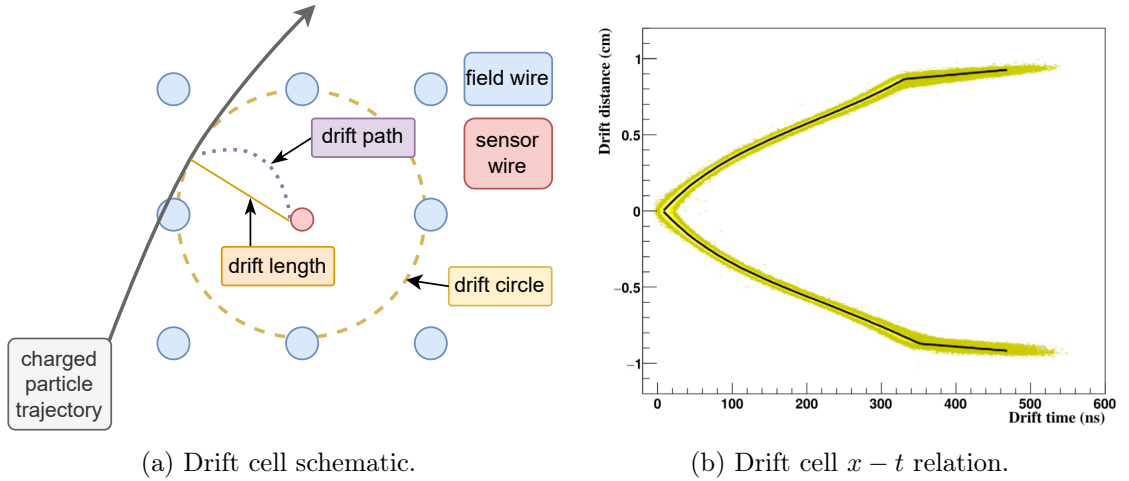 field wire
sensor
wire
drift path
drift length
drift circle
charged
particle
trajectory
(a) Drift cell schematic.
Drift distance (cm)
1
0.5
0
−0.5
−1
0 100 200 300 400 500 600
Drift time (ns)
(b) Drift cell x − t relation.